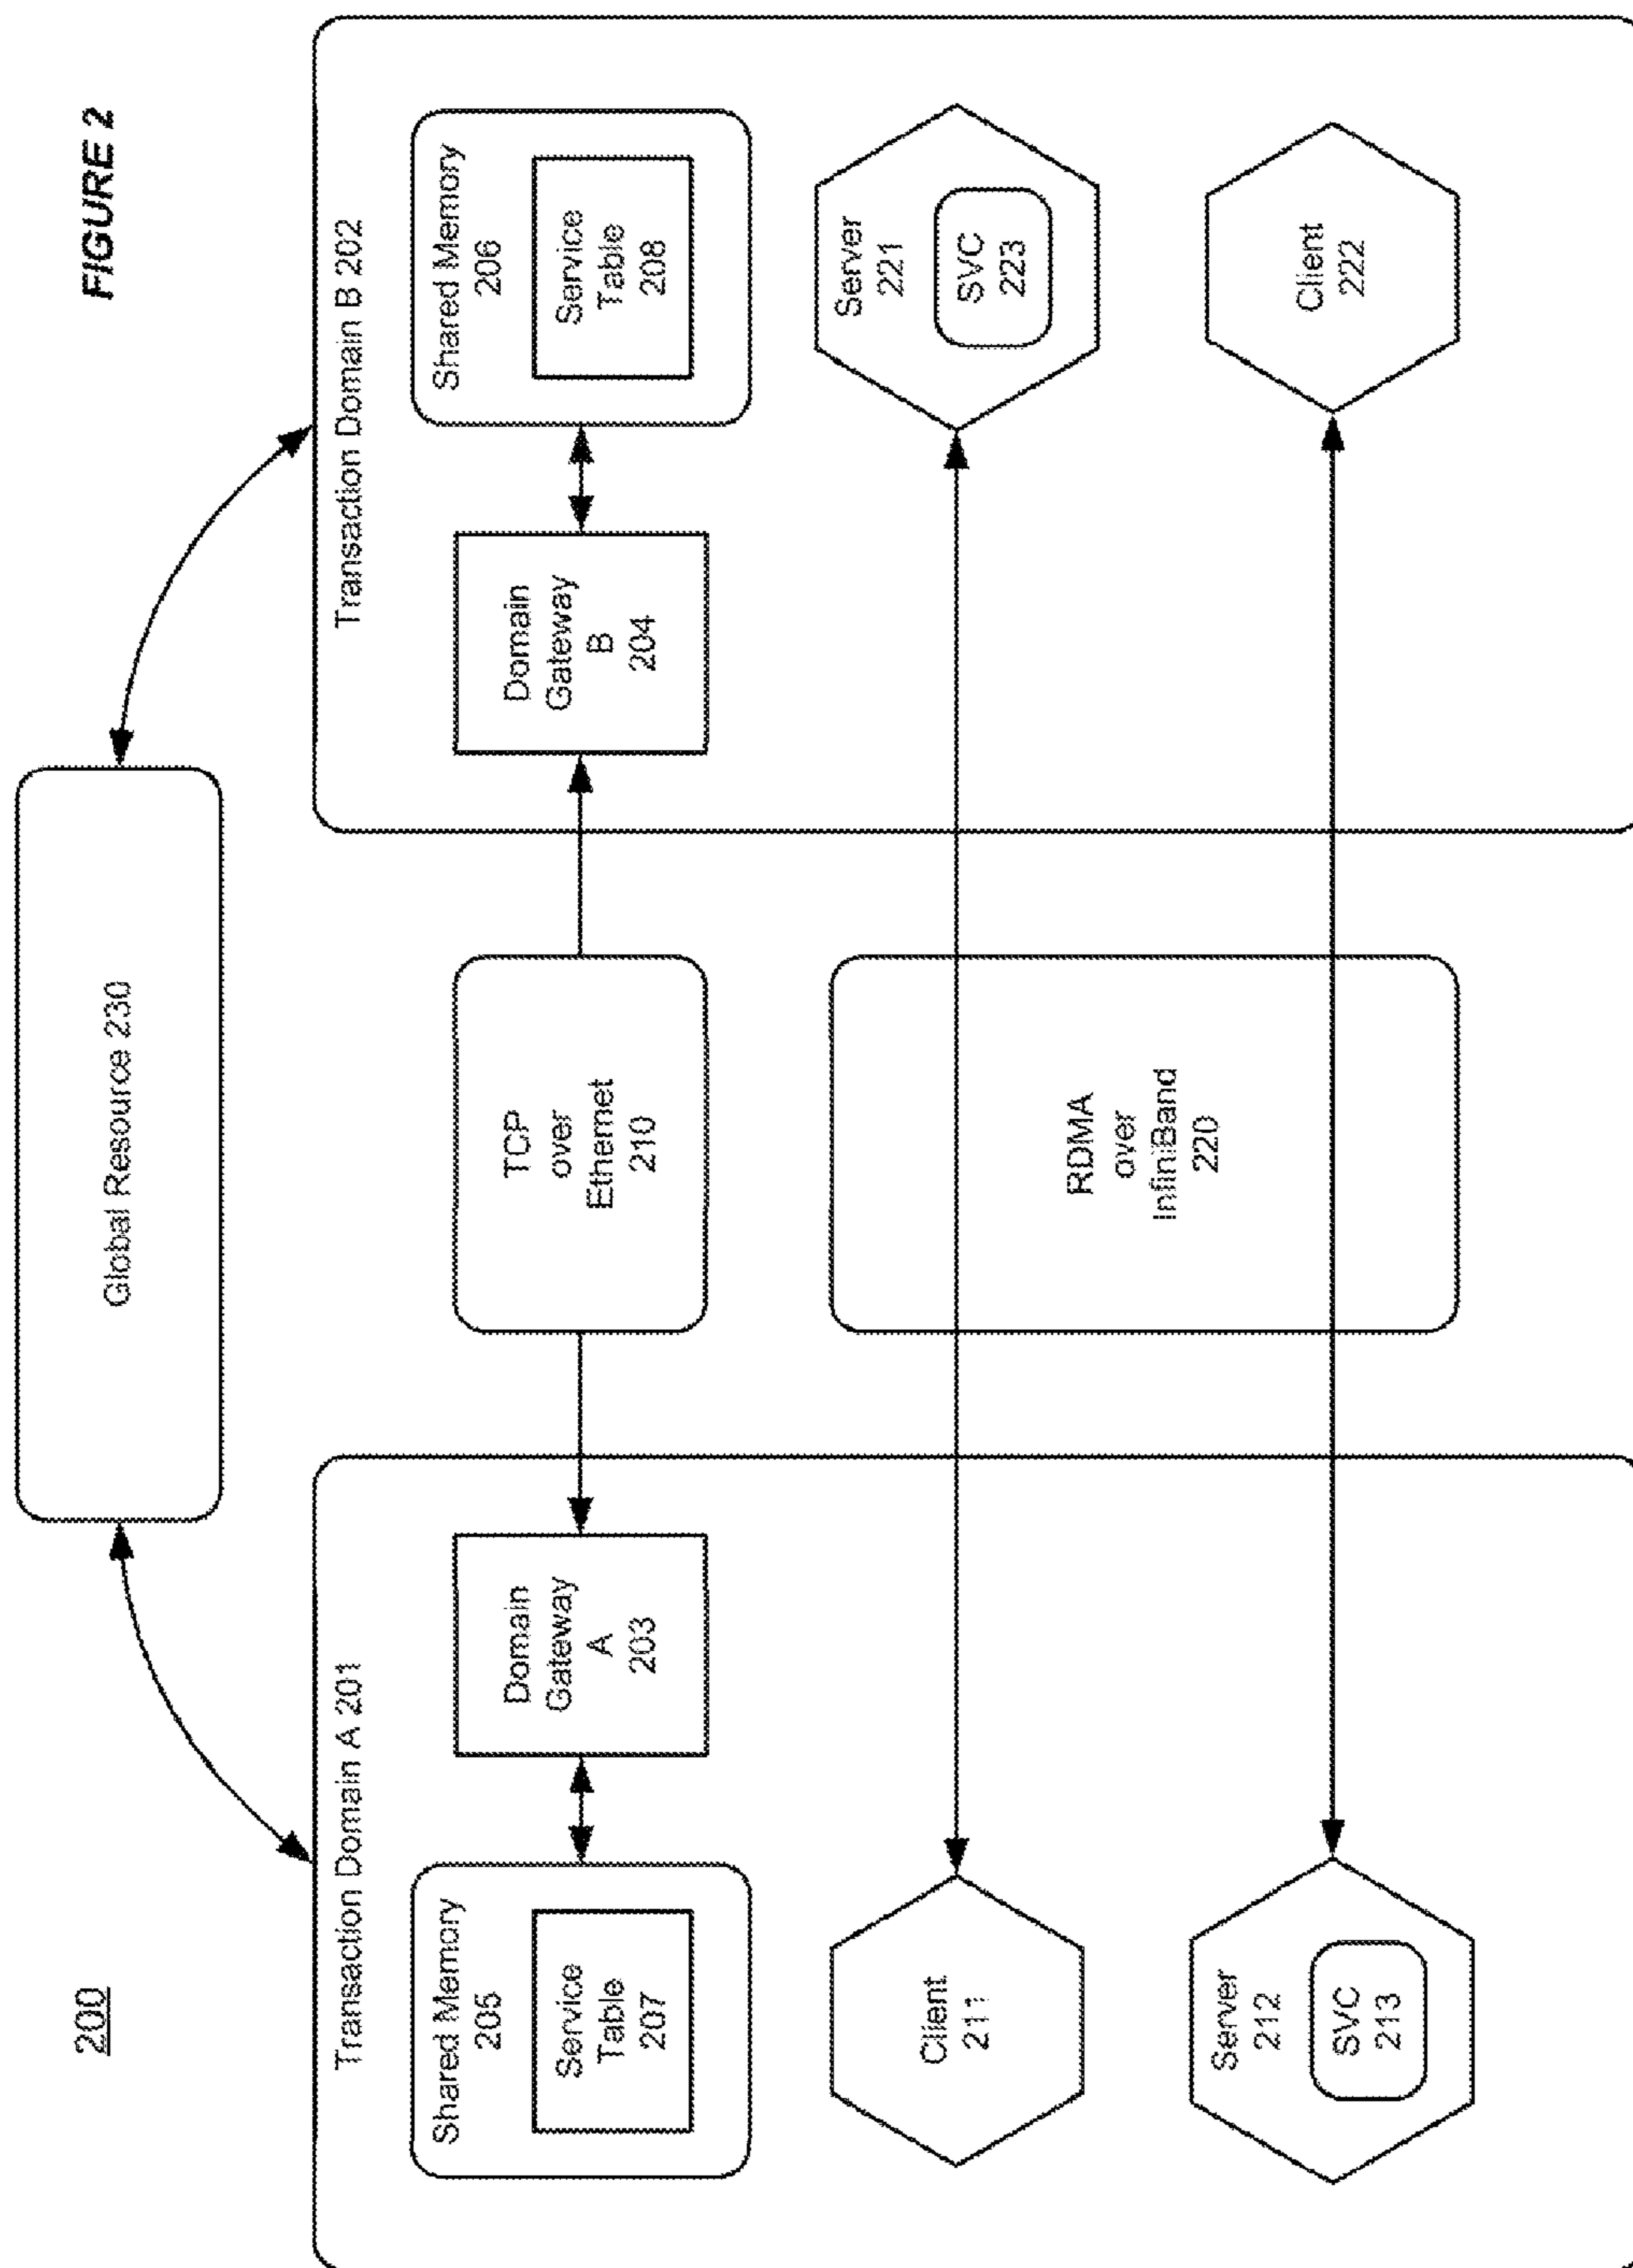 200
FIGURE 2
Global Resource 230
Transaction Domain A 201
Shared Memory
205
Service
Table
207
Domain
Gateway
A
203
Client
211
Server
212
SVC
213
TCP
over
Ethernet
210
RDMA
over
InfiniBand
220
Transaction Domain B 202
Domain
Gateway
B
204
Shared Memory
206
Service
Table
208
Server
221
SVC
223
Client
222